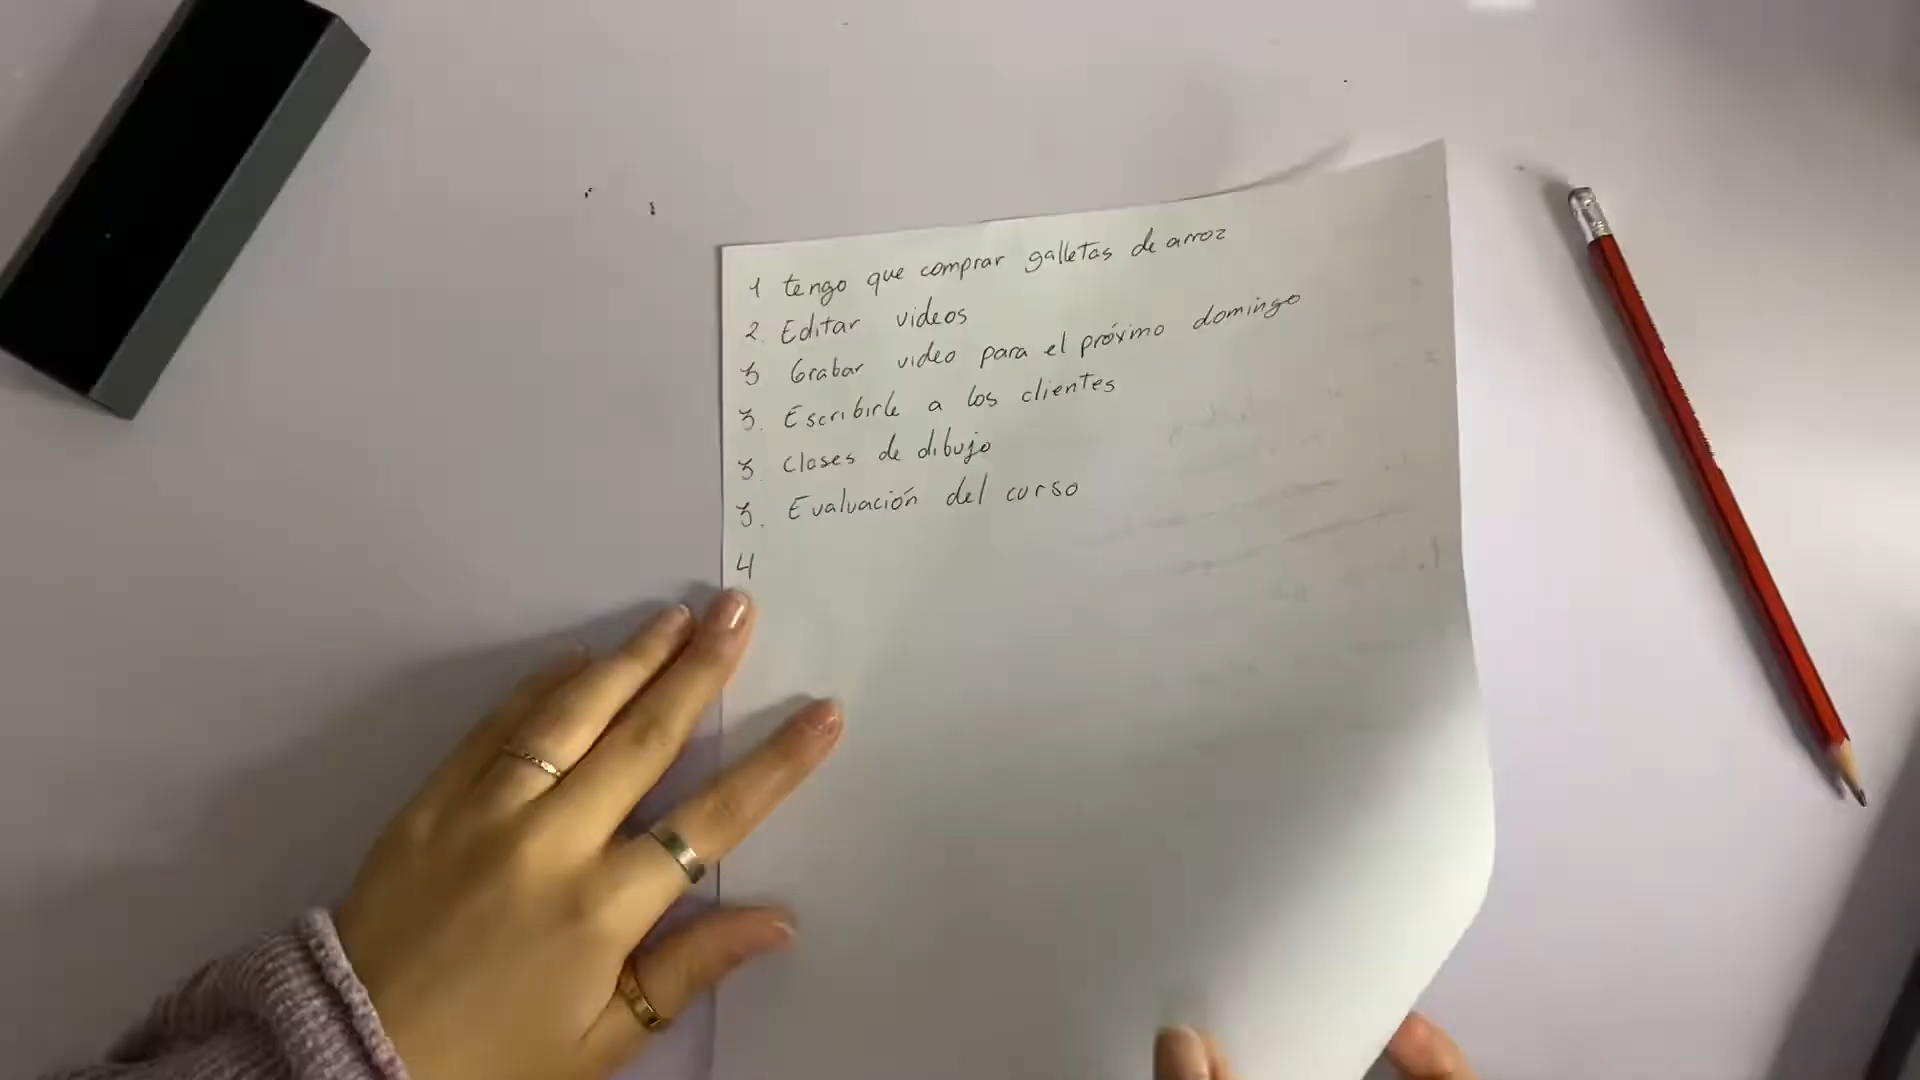 1 tengo que comprar galletas de arroz
2. Editar videos
3 Grabar video para el próximo domingo
3. Escribirle a los clientes
3 Clases de dibujo
3. Evaluación del curso
4